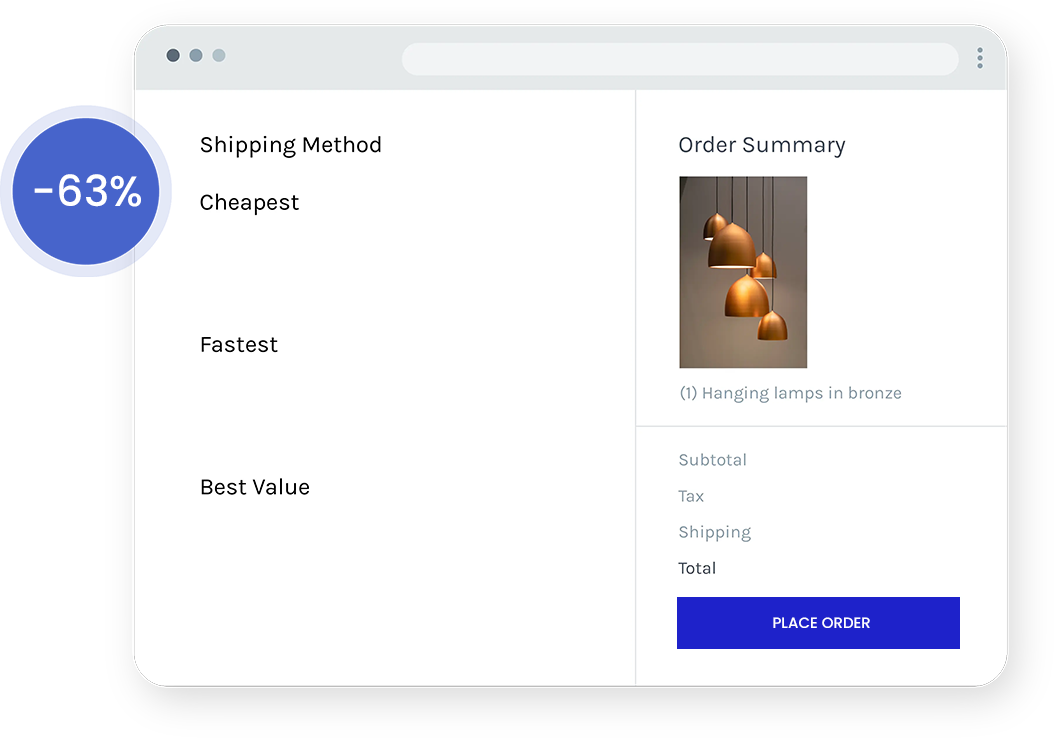 -63%
Shipping Method
Cheapest
Fastest
Best Value
Order Summary
(1) Hanging lamps in bronze
Subtotal
Tax
Shipping
Total
PLACE ORDER